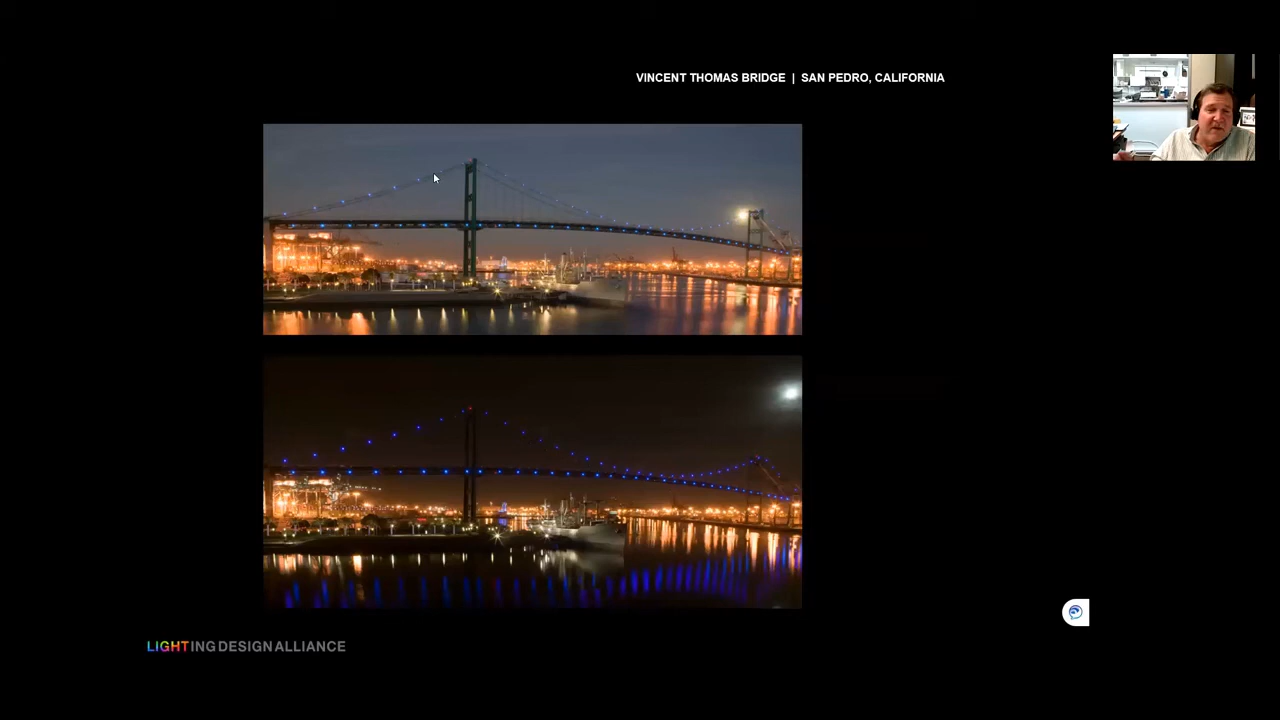 VINCENT THOMAS BRIDGE | SAN PEDRO, CALIFORNIA
LIGHTING DESIGN ALLIANCE